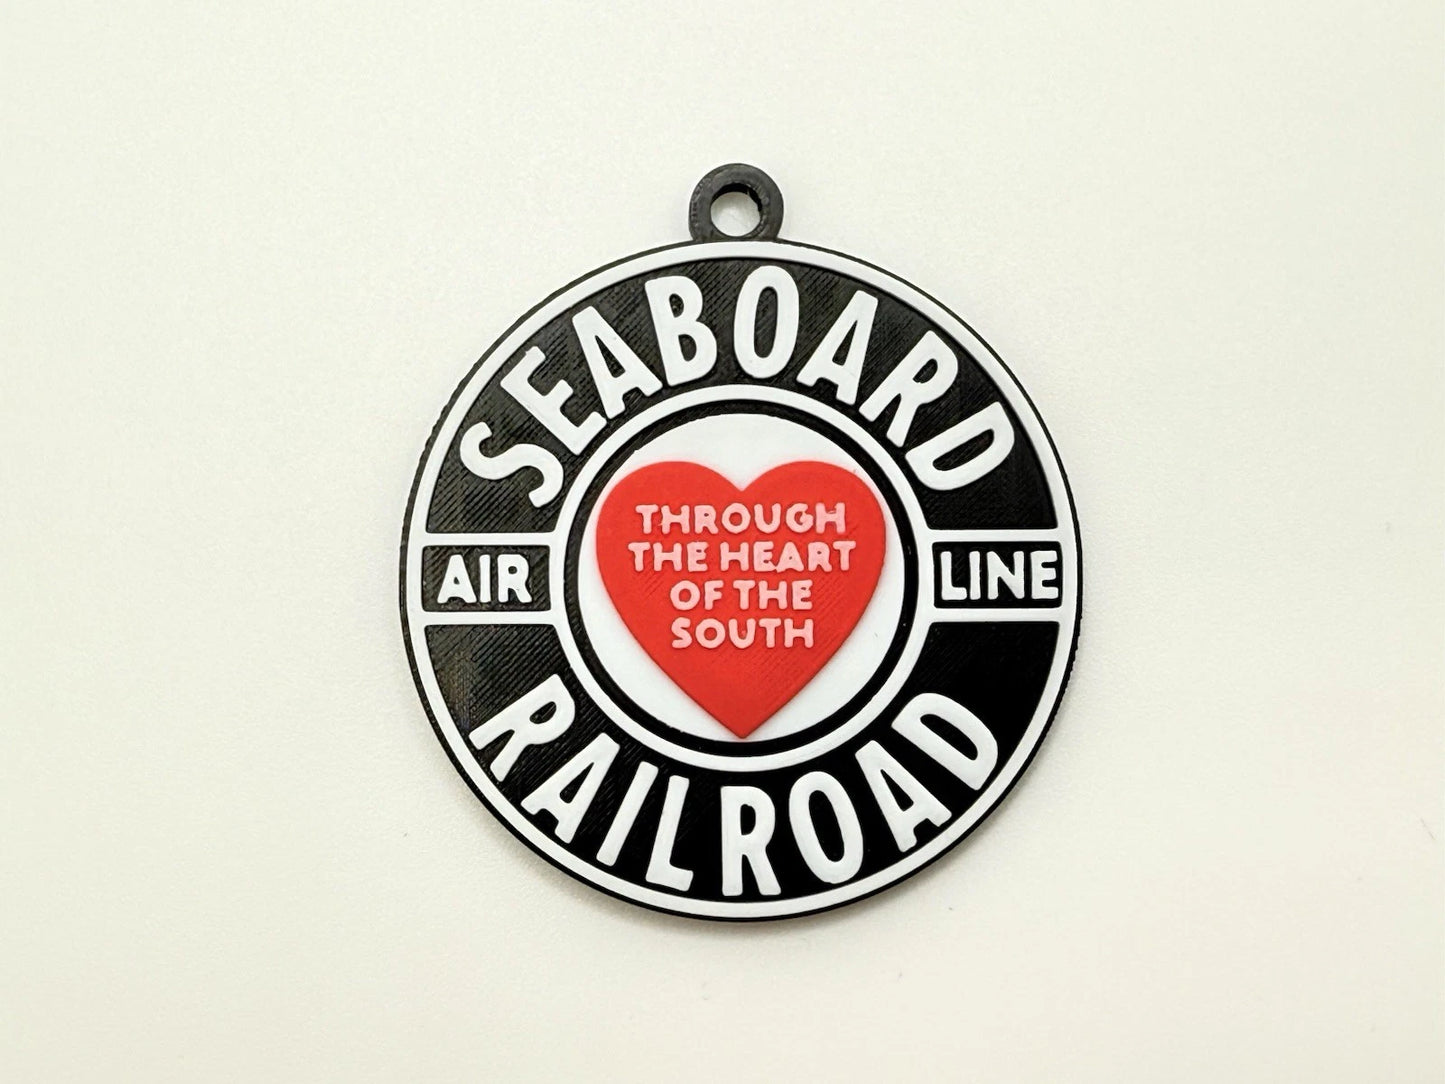 SEABOARD
AIR LINE
THROUGH
THE HEART
OF THE
SOUTH
RAILROAD